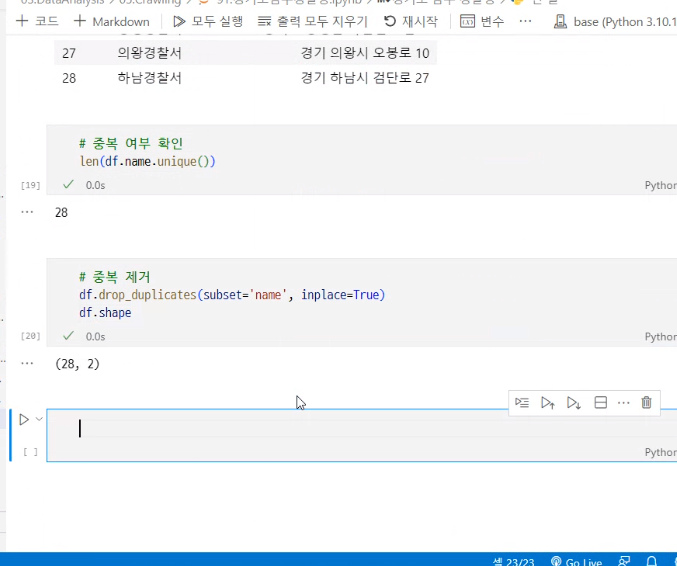 + 코드 + Markdown 모두 실행 출력 모두 지우기 재시작 변수 ··· base (Python 3.10.1
27 의왕경찰서 경기 의왕시 오봉로 10
28 하남경찰서 경기 하남시 검단로 27
# 중복 여부 확인
len(df.name.unique())
[19] 0.0s Python
··· 28
# 중복 제거
df.drop_duplicates(subset='name', inplace=True)
df.shape
[20] 0.0s Python
··· (28, 2)
[ ] Python
셀 23/23 Go Live